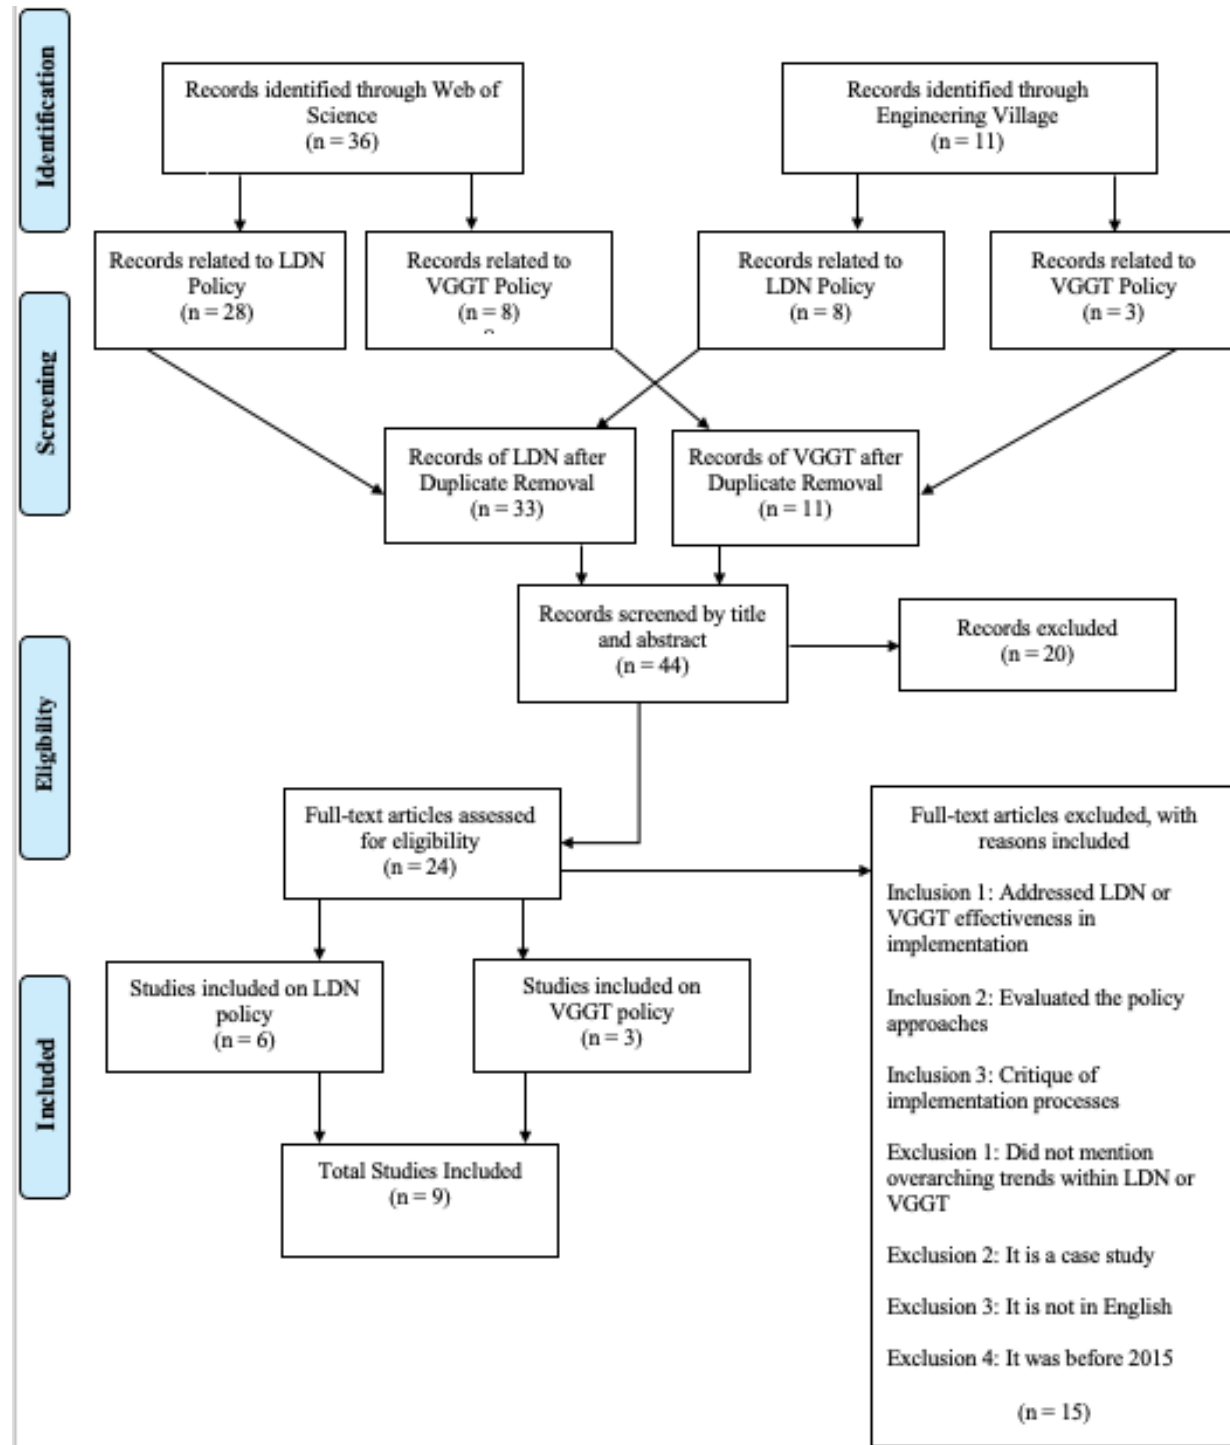 Identification
Records identified through Web of
Science
(n = 36)
Records identified through
Engineering Village
(n = 11)
Records related to LDN
Policy
(n = 28)
Records related to
VGGT Policy
(n = 8)
Records related to
LDN Policy
(n = 8)
Records related to
VGGT Policy
(n = 3)
Screening
Records of LDN after
Duplicate Removal
(n = 33)
Records of VGGT after
Duplicate Removal
(n = 11)
Records screened by title
and abstract
(n = 44)
Records excluded
(n = 20)
Eligibility
Full-text articles assessed
for eligibility
(n = 24)
Full-text articles excluded, with
reasons included
Inclusion 1: Addressed LDN or
VGGT effectiveness in
implementation
Inclusion 2: Evaluated the policy
approaches
Inclusion 3: Critique of
implementation processes
Exclusion 1: Did not mention
overarching trends within LDN or
VGGT
Exclusion 2: It is a case study
Exclusion 3: It is not in English
Exclusion 4: It was before 2015
(n = 15)
Included
Studies included on LDN
policy
(n = 6)
Studies included on
VGGT policy
(n = 3)
Total Studies Included
(n = 9)